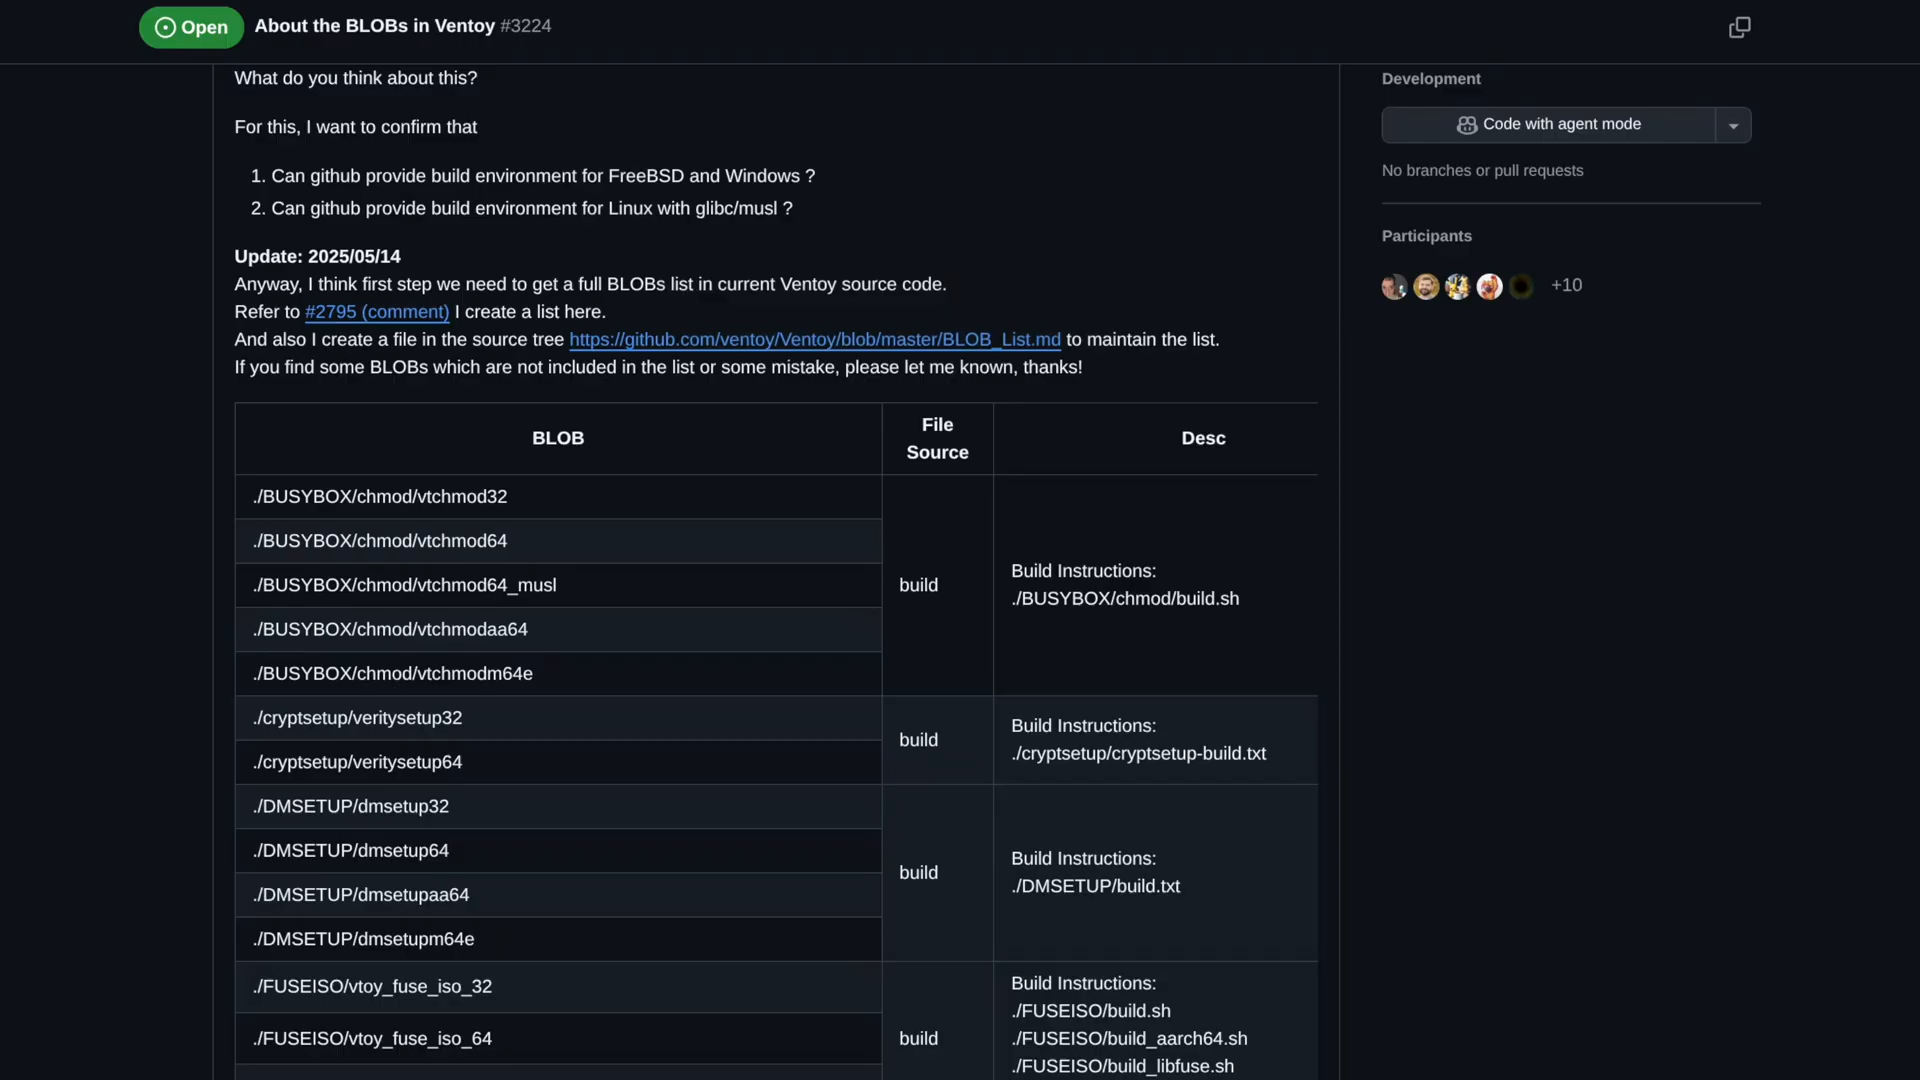 Open About the BLOBs in Ventoy #3224
What do you think about this?
For this, I want to confirm that
1. Can github provide build environment for FreeBSD and Windows ?
2. Can github provide build environment for Linux with glibc/musl ?
Update: 2025/05/14
Anyway, I think first step we need to get a full BLOBs list in current Ventoy source code.
Refer to #2795 (comment) I create a list here.
And also I create a file in the source tree https://github.com/ventoy/Ventoy/blob/master/BLOB_List.md to maintain the list.
If you find some BLOBs which are not included in the list or some mistake, please let me known, thanks!
BLOB
File
Source
Desc
./BUSYBOX/chmod/vtchmod32
./BUSYBOX/chmod/vtchmod64
./BUSYBOX/chmod/vtchmod64_musl
./BUSYBOX/chmod/vtchmodaa64
./BUSYBOX/chmod/vtchmodm64e
build
Build Instructions:
./BUSYBOX/chmod/build.sh
./cryptsetup/veritysetup32
./cryptsetup/veritysetup64
build
Build Instructions:
./cryptsetup/cryptsetup-build.txt
./DMSETUP/dmsetup32
./DMSETUP/dmsetup64
./DMSETUP/dmsetupaa64
./DMSETUP/dmsetupm64e
build
Build Instructions:
./DMSETUP/build.txt
./FUSEISO/vtoy_fuse_iso_32
./FUSEISO/vtoy_fuse_iso_64
build
Build Instructions:
./FUSEISO/build.sh
./FUSEISO/build_aarch64.sh
./FUSEISO/build_libfuse.sh
Development
Code with agent mode
No branches or pull requests
Participants
+10